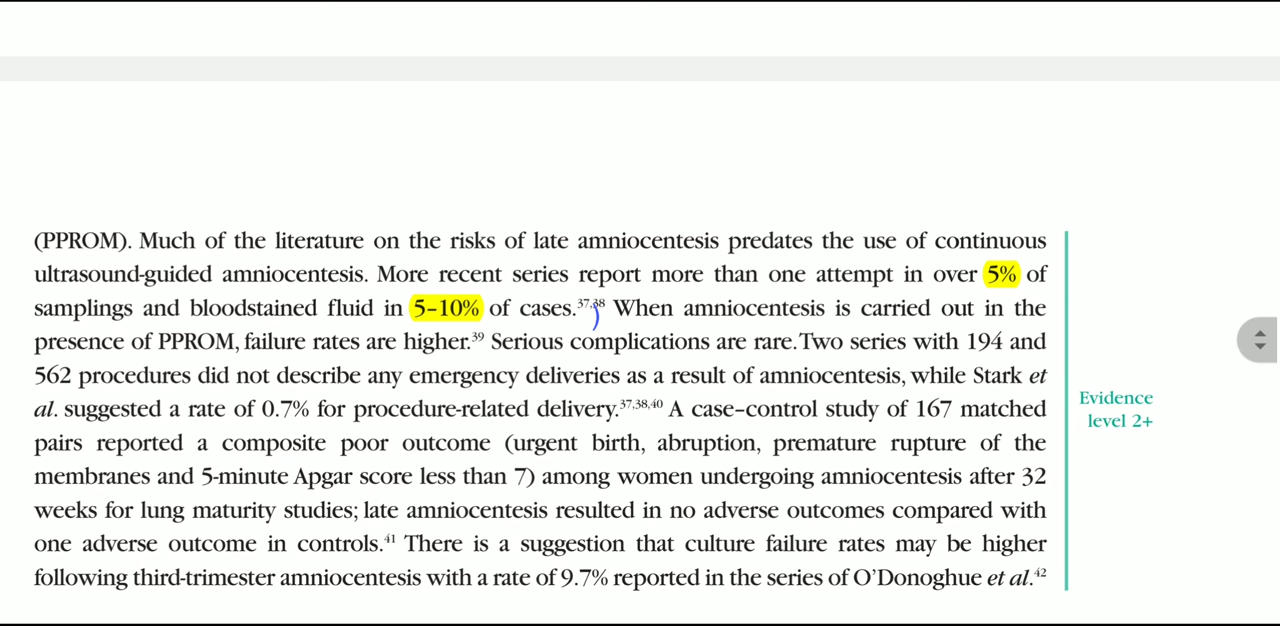 (PPROM). Much of the literature on the risks of late amniocentesis predates the use of continuous
ultrasound-guided amniocentesis. More recent series report more than one attempt in over 5% of
samplings and bloodstained fluid in 5–10% of cases.³⁷,³⁸ When amniocentesis is carried out in the
presence of PPROM, failure rates are higher.³⁹ Serious complications are rare. Two series with 194 and
562 procedures did not describe any emergency deliveries as a result of amniocentesis, while Stark et
al. suggested a rate of 0.7% for procedure-related delivery.³⁷,³⁸,⁴⁰ A case–control study of 167 matched
pairs reported a composite poor outcome (urgent birth, abruption, premature rupture of the
membranes and 5-minute Apgar score less than 7) among women undergoing amniocentesis after 32
weeks for lung maturity studies; late amniocentesis resulted in no adverse outcomes compared with
one adverse outcome in controls.⁴¹ There is a suggestion that culture failure rates may be higher
following third-trimester amniocentesis with a rate of 9.7% reported in the series of O'Donoghue et al.⁴²
Evidence
level 2+